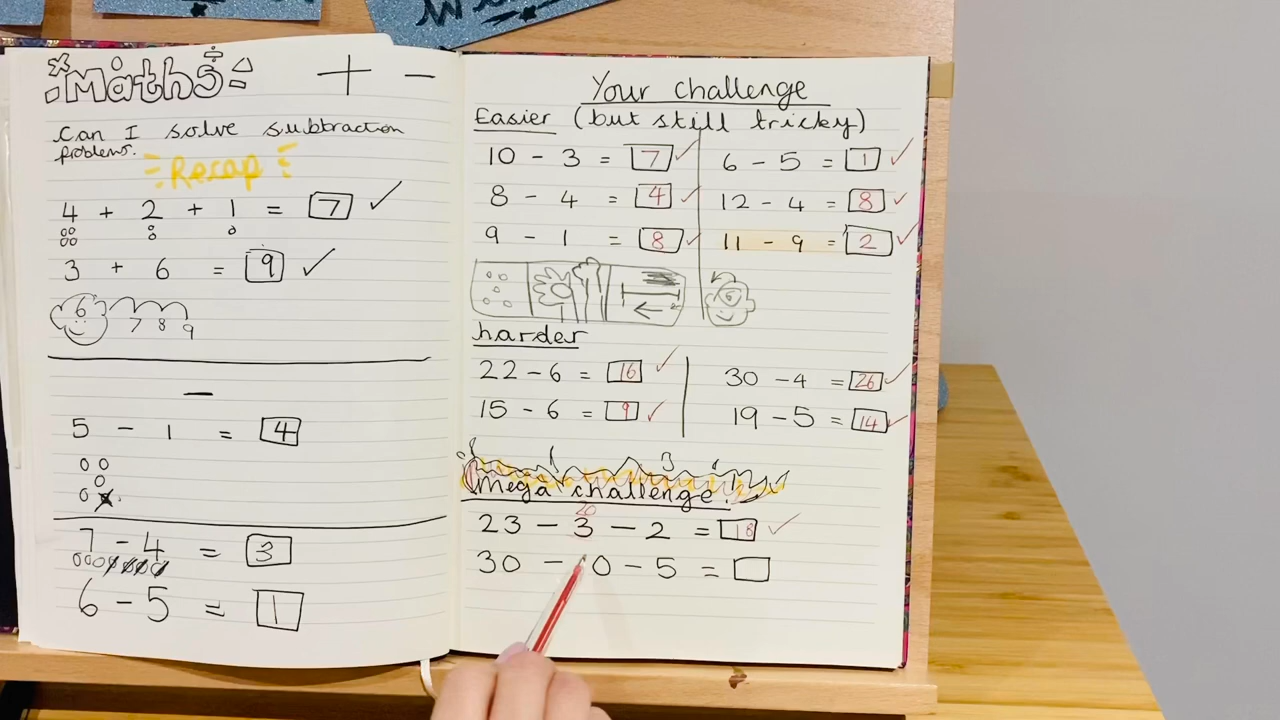 Maths + −
Can I solve subtraction
problems.
Recap
4 + 2 + 1 = 7 ✓
3 + 6 = 9 ✓
6
7 8 9
−
5 − 1 = 4
7 − 4 = 3
6 − 5 = 1
Your challenge
Easier (but still tricky)
10 − 3 = 7 ✓
8 − 4 = 4 ✓
9 − 1 = 8 ✓
6 − 5 = 1 ✓
12 − 4 = 8 ✓
11 − 9 = 2 ✓
6
harder
22 − 6 = 16 ✓
15 − 6 = 9 ✓
30 − 4 = 26 ✓
19 − 5 = 14 ✓
Mega challenge!
20
23 − 3 − 2 = 18 ✓
30 − 0 − 5 =